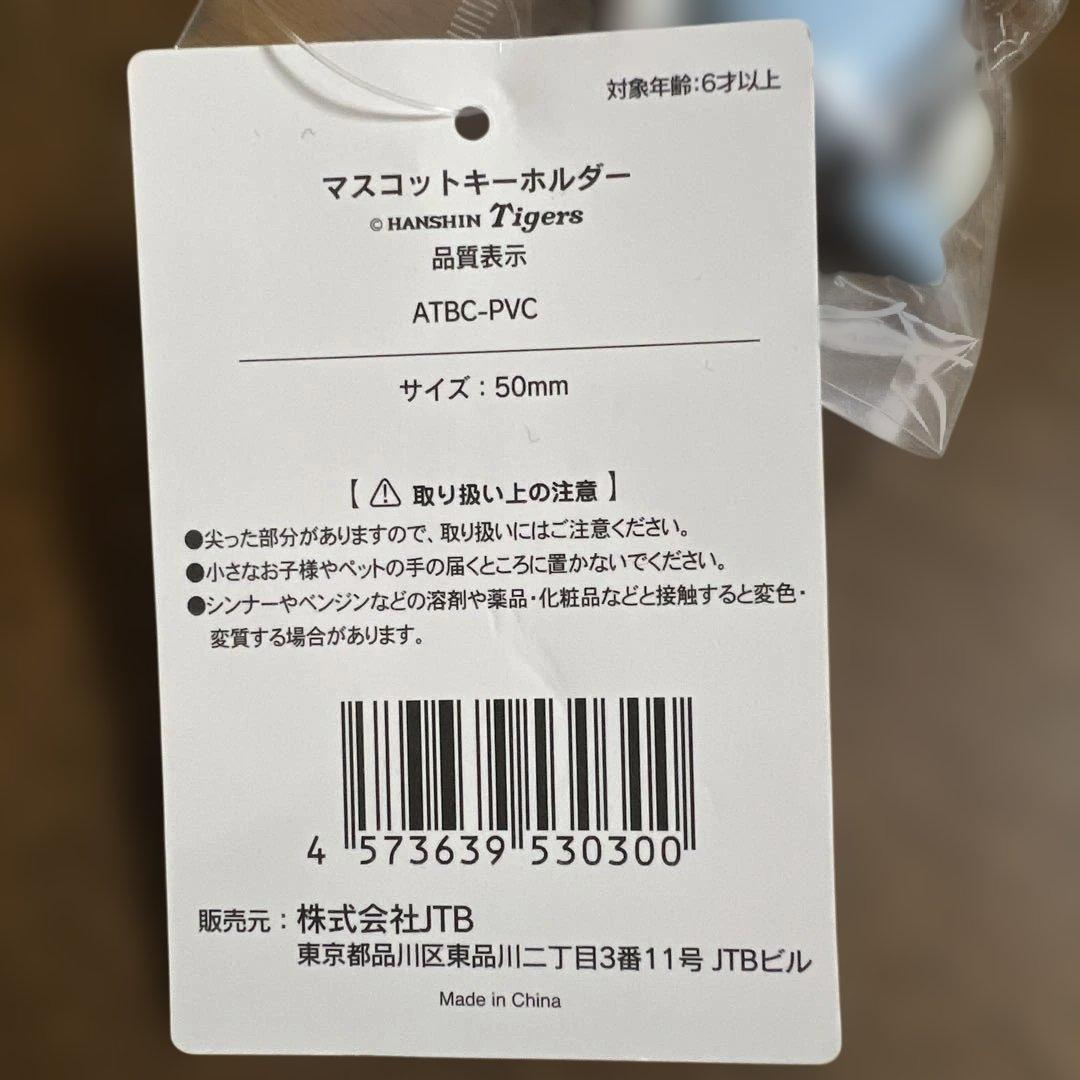 対象年齢:6才以上
マスコットキーホルダー
© HANSHIN Tigers
品質表示
ATBC-PVC
サイズ：50mm
【⚠取り扱い上の注意】
●尖った部分がありますので、取り扱いにはご注意ください。
●小さなお子様やペットの手の届くところに置かないでください。
●シンナーやベンジンなどの溶剤や薬品・化粧品などと接触すると変色・
変質する場合があります。
4 573639 530300
販売元：株式会社JTB
東京都品川区東品川二丁目3番11号 JTBビル
Made in China